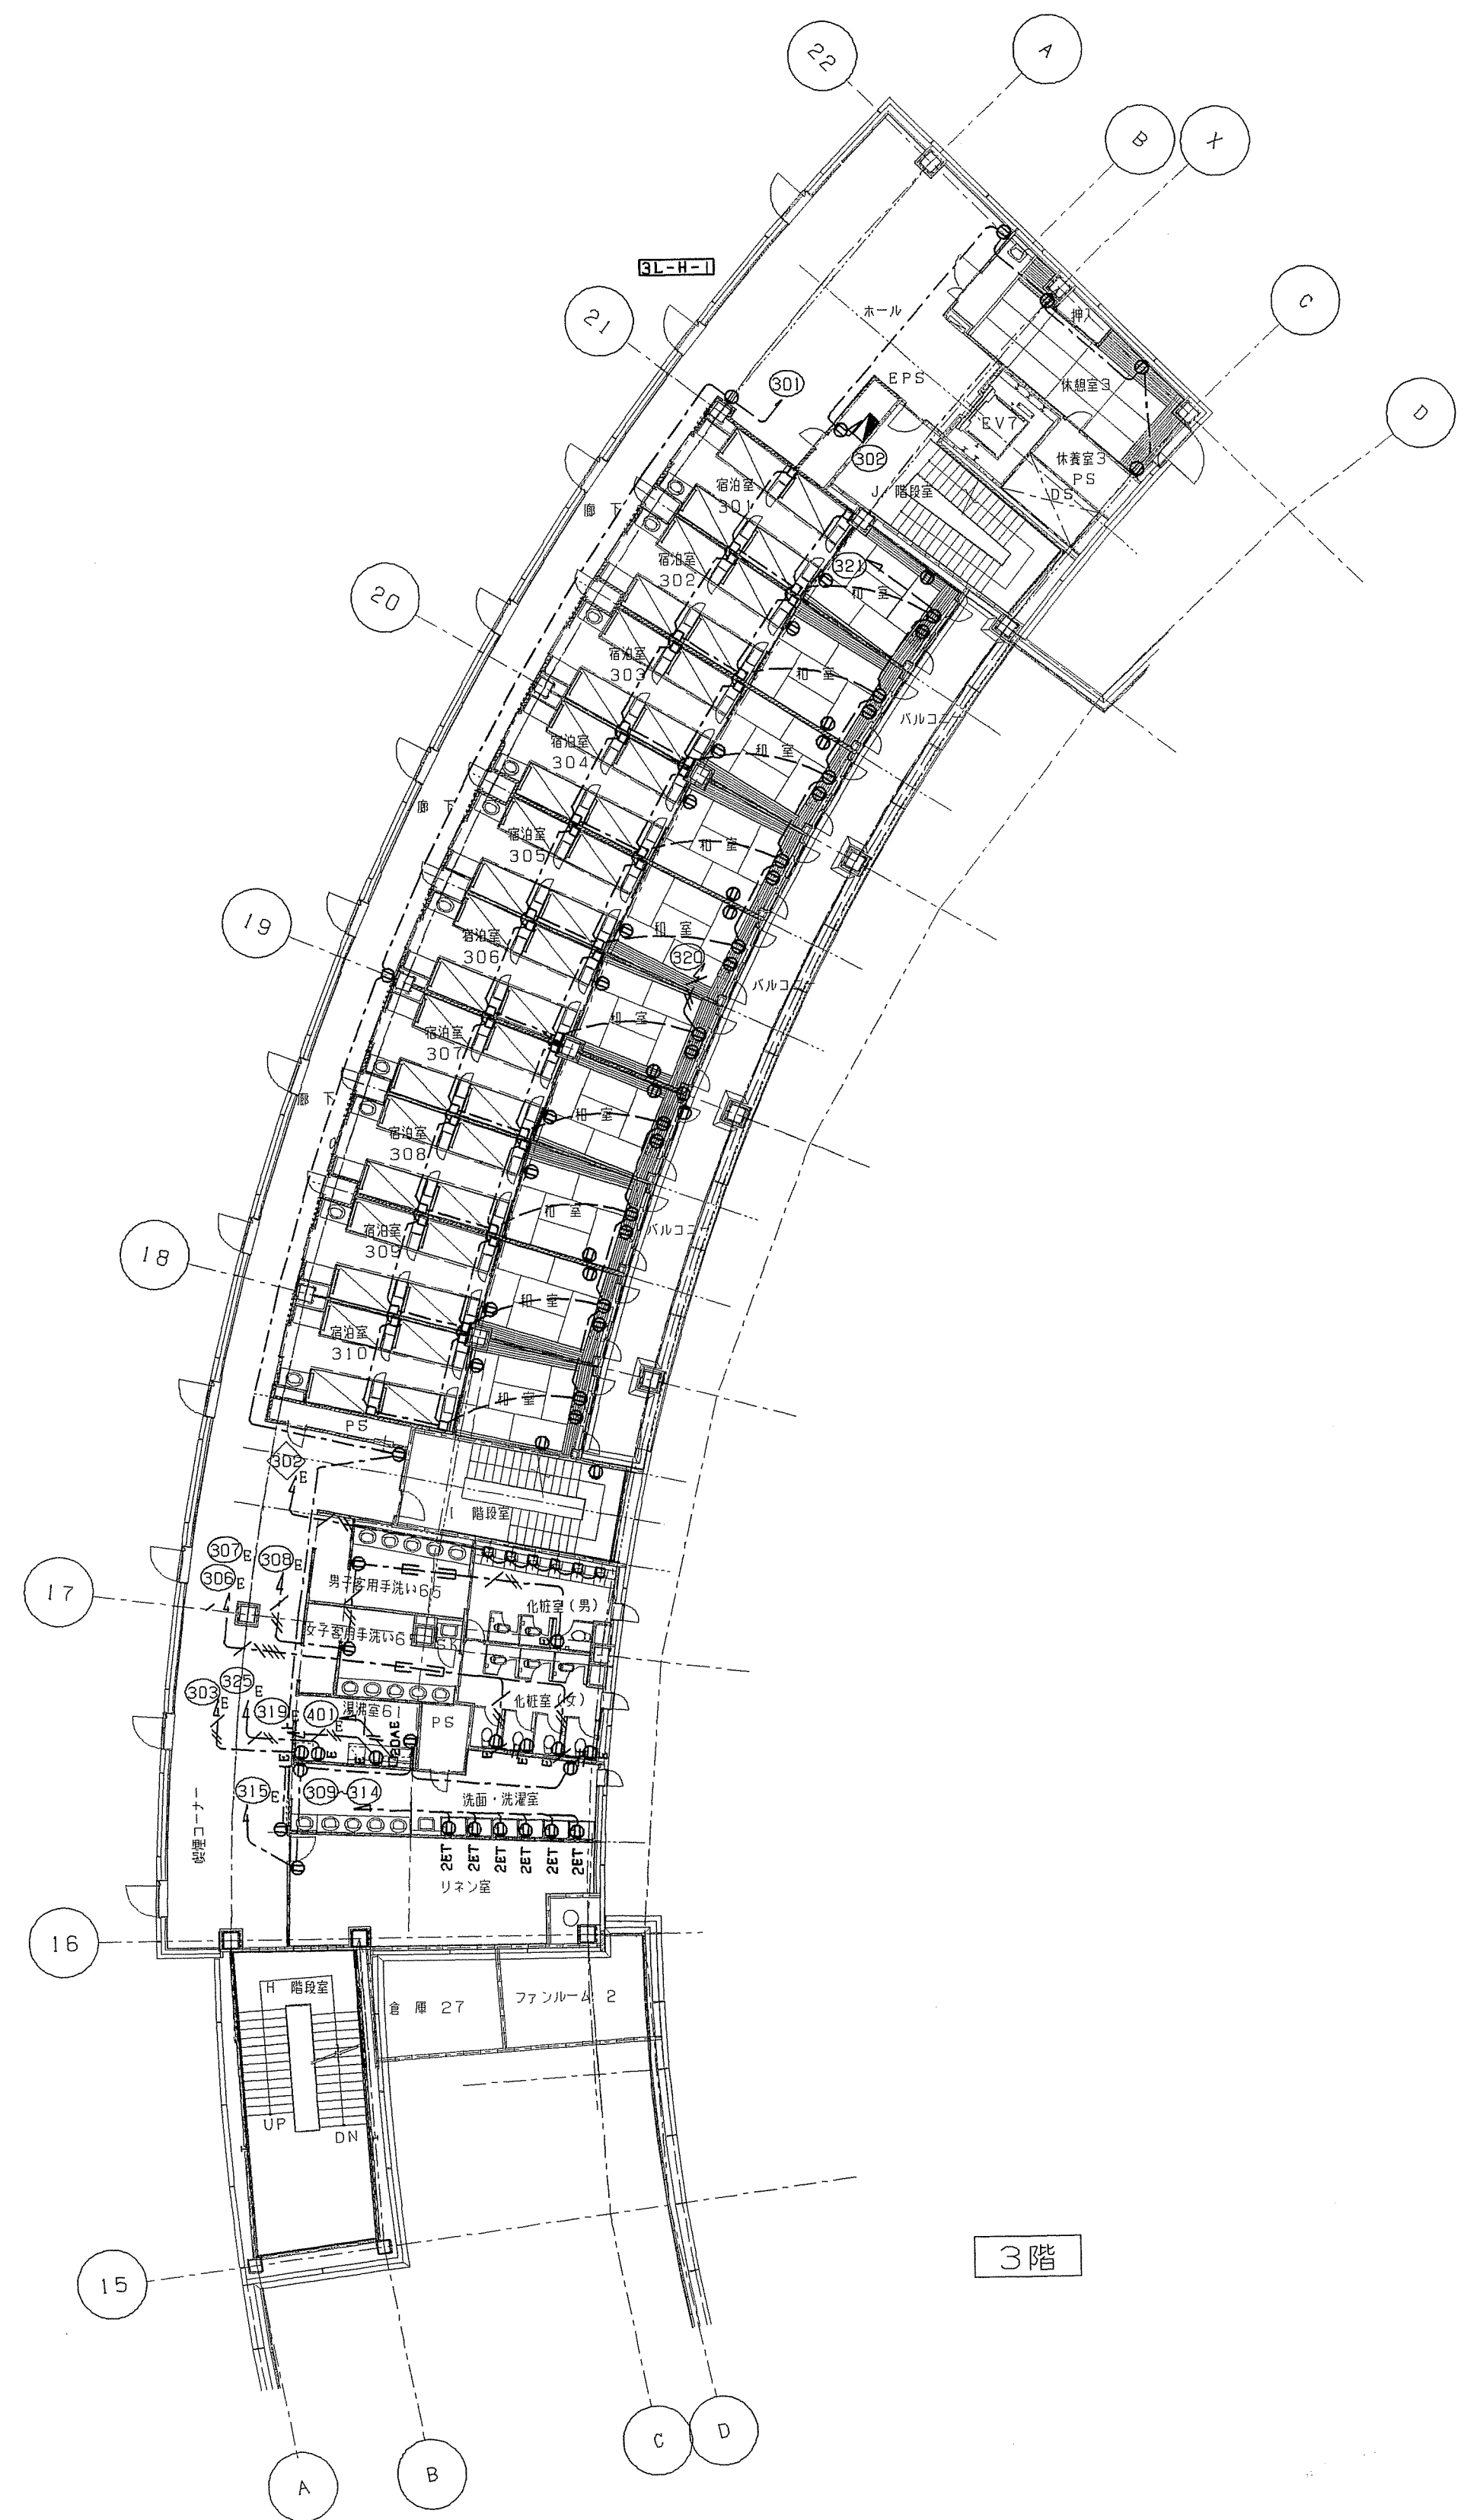 22
A
B
X
3L-H-1
C
21
ホール
押入
301
EPS
休憩室3
D
EV7
302
休養室3
PS
DS
宿泊室
301
J 階段室
廊 下
宿泊室
302
321
和 室
20
宿泊室
303
和 室
バルコニー
宿泊室
304
和 室
廊 下
宿泊室
305
和 室
19
宿泊室
306
和 室
320
バルコニー
宿泊室
307
和 室
廊 下
宿泊室
308
和 室
18
宿泊室
309
和 室
バルコニー
宿泊室
310
和 室
和 室
PS
302
E
I 階段室
307 E
308 E
306 E
17
男子客用手洗い65
化粧室(男)
女子客用手洗い6
SK
325 E
303 E
319 E
401 E
湯沸室61
PS
化粧室(女)
E
E
E
20AE
E
E
E
E
315 E
309~314
洗面・洗濯室
喫煙コーナー
2ET
2ET
2ET
2ET
2ET
2ET
リネン室
16
H 階段室
倉 庫 27
ファンルーム 2
UP
DN
15
3階
A
B
C
D